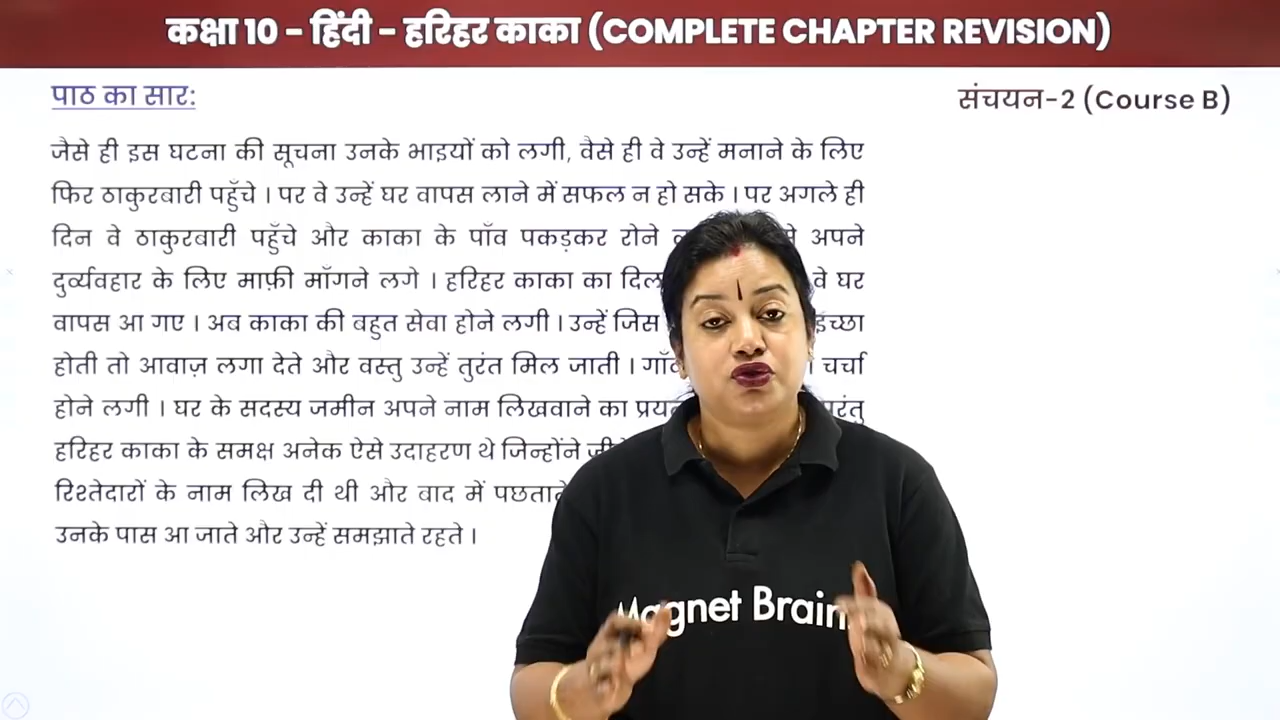 कक्षा 10 - हिंदी - हरिहर काका (COMPLETE CHAPTER REVISION)
पाठ का सार:
संचयन-2 (Course B)
जैसे ही इस घटना की सूचना उनके भाइयों को लगी, वैसे ही वे उन्हें मनाने के लिए
फिर ठाकुरबारी पहुँचे । पर वे उन्हें घर वापस लाने में सफल न हो सके । पर अगले ही
दिन वे ठाकुरबारी पहुँचे और काका के पाँव पकड़कर रोने अपने
दुर्व्यवहार के लिए माफ़ी माँगने लगे । हरिहर काका का दिल वे घर
वापस आ गए । अब काका की बहुत सेवा होने लगी । उन्हें जिस इच्छा
होती तो आवाज़ लगा देते और वस्तु उन्हें तुरंत मिल जाती । चर्चा
होने लगी । घर के सदस्य जमीन अपने नाम लिखवाने का
हरिहर काका के समक्ष अनेक ऐसे उदाहरण थे जिन्होंने
रिश्तेदारों के नाम लिख दी थी और बाद में
उनके पास आ जाते और उन्हें समझाते रहते ।
Magnet Brain